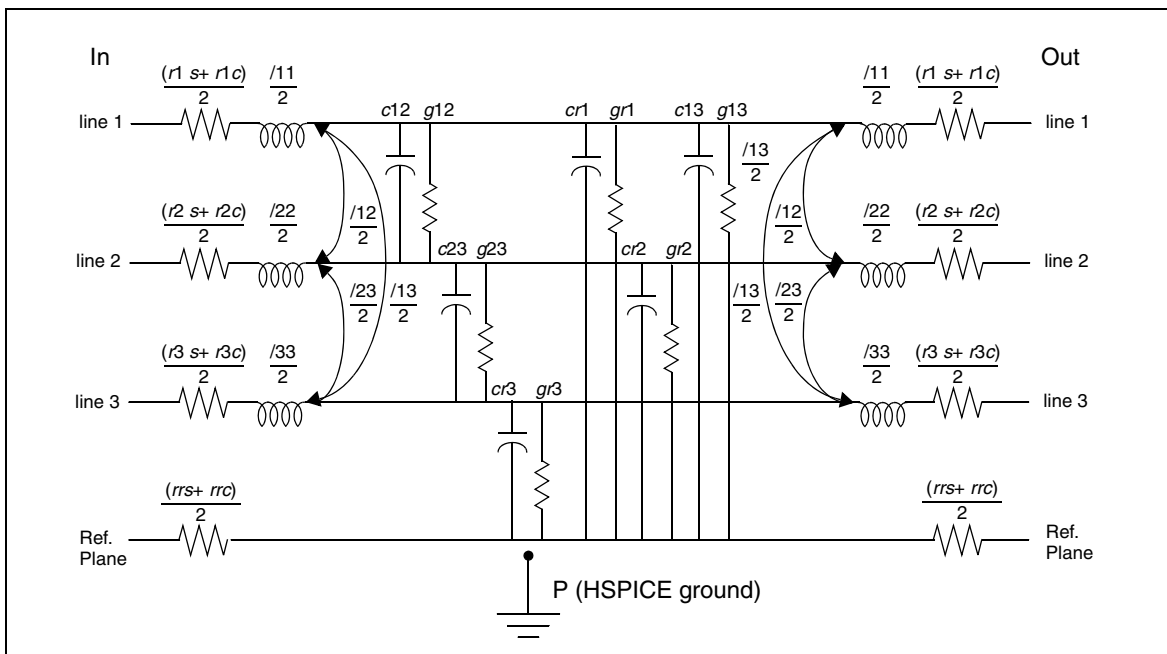 In
Out
(r1 s+ r1c)
2
/11
2
/11
2
(r1 s+ r1c)
2
line 1
c12
g12
cr1
gr1
c13
g13
line 1
/13
2
(r2 s+ r2c)
2
/22
2
/12
2
/12
2
/22
2
(r2 s+ r2c)
2
line 2
c23
g23
cr2
gr2
line 2
/23
2
/13
2
/13
2
/23
2
(r3 s+ r3c)
2
/33
2
/33
2
(r3 s+ r3c)
2
line 3
cr3
gr3
line 3
(rrs+ rrc)
2
(rrs+ rrc)
2
Ref.
Plane
Ref.
Plane
P (HSPICE ground)